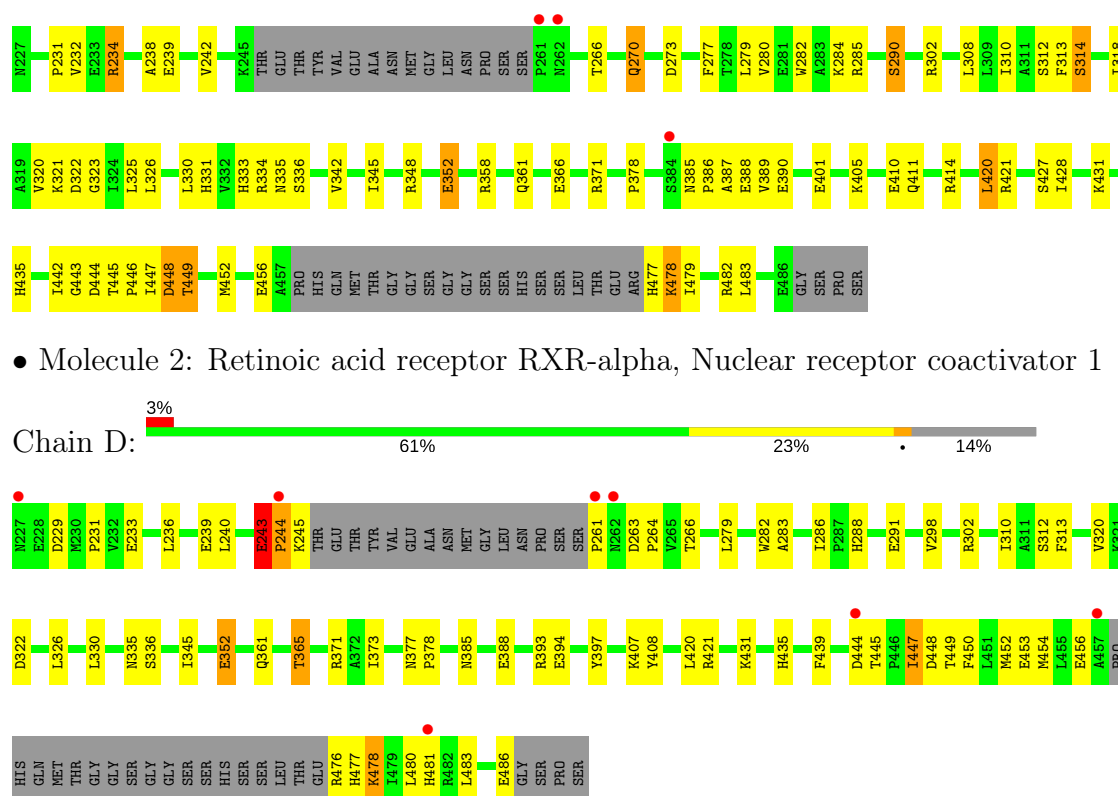 N227 P231 V232 E233 R234 A238 E239 V242 K245 THR GLU THR TYR VAL GLU ALA ASN MET GLY LEU ASN PRO SER SER P261 N262 T266 Q270 D273 F277 T278 L279 V280 E281 W282 A283 K284 R285 S290 R302 L308 L309 I310 A311 S312 F313 S314 I318
A319 V320 K321 D322 G323 I324 L325 L326 L330 H331 V332 H333 R334 N335 S336 V342 I345 R348 E352 R358 Q361 E366 R371 P378 S384 N385 P386 A387 E388 V389 E390 E401 K405 E410 Q411 R414 L420 R421 S427 I428 K431
H435 I442 G443 D444 T445 P446 I447 D448 T449 M452 E456 A457 PRO HIS GLN MET THR GLY GLY SER GLY GLY SER SER HIS SER SER LEU THR GLU ARG H477 K478 I479 R482 L483 E486 GLY SER PRO SER
• Molecule 2: Retinoic acid receptor RXR-alpha, Nuclear receptor coactivator 1
3%
Chain D:
61% 23% • 14%
N227 E228 D229 M230 P231 V232 E233 L236 E239 L240 E243 P244 K245 THR GLU THR TYR VAL GLU ALA ASN MET GLY LEU ASN PRO SER SER P261 N262 D263 P264 V265 T266 L279 W282 A283 I286 P287 H288 E291 V298 R302 I310 A311 S312 F313 V320 K321
D322 L326 L330 N335 S336 I345 E352 Q361 T365 R371 A372 I373 N377 P378 N385 E388 R393 E394 Y397 K407 Y408 L420 R421 K431 H435 F439 D444 T445 P446 I447 D448 T449 F450 L451 M452 E453 M454 L455 E456 A457 PRO
HIS GLN MET THR GLY GLY SER GLY GLY SER SER HIS SER SER LEU THR GLU R476 H477 K478 I479 L480 H481 R482 L483 E486 GLY SER PRO SER